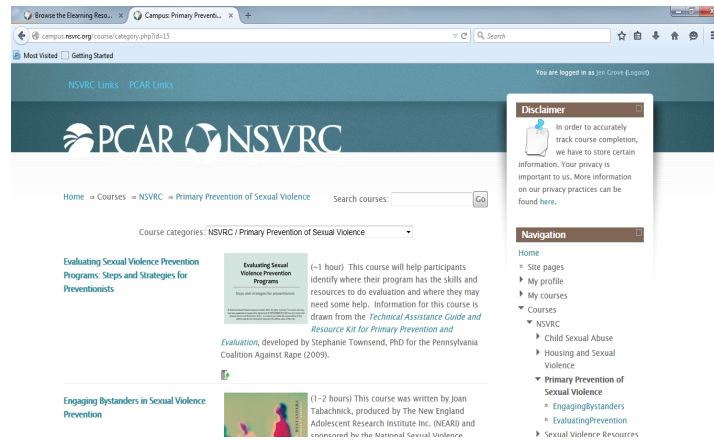 Browse the Elearning Reso...
Campus: Primary Preventi...
campus.nsvrc.org/course/category.php?id=15
Search
Most Visited
Getting Started
You are logged in as Jen Grove (Logout)
NSVRC Links
PCAR Links
PCAR NSVRC
Home ⇒ Courses ⇒ NSVRC ⇒ Primary Prevention of Sexual Violence
Search courses:
Go
Course categories: NSVRC / Primary Prevention of Sexual Violence
Evaluating Sexual Violence Prevention
Programs: Steps and Strategies for
Preventionists
Evaluating Sexual
Violence Prevention
Programs
Steps and strategies for preventionists
(~1 hour) This course will help participants
identify where their program has the skills and
resources to do evaluation and where they may
need some help. Information for this course is
drawn from the Technical Assistance Guide and
Resource Kit for Primary Prevention and
Evaluation, developed by Stephanie Townsend, PhD for the Pennsylvania
Coalition Against Rape (2009).
Engaging Bystanders in Sexual Violence
Prevention
(1-2 hours) This course was written by Joan
Tabachnick, produced by The New England
Adolescent Research Institute Inc. (NEARI) and
sponsored by the National Sexual Violence
Disclaimer
In order to accurately
track course completion,
we have to store certain
information. Your privacy is
important to us. More information
on our privacy practices can be
found here.
Navigation
Home
Site pages
My profile
My courses
Courses
NSVRC
Child Sexual Abuse
Housing and Sexual
Violence
Primary Prevention of
Sexual Violence
EngagingBystanders
EvaluatingPrevention
Sexual Violence Resources